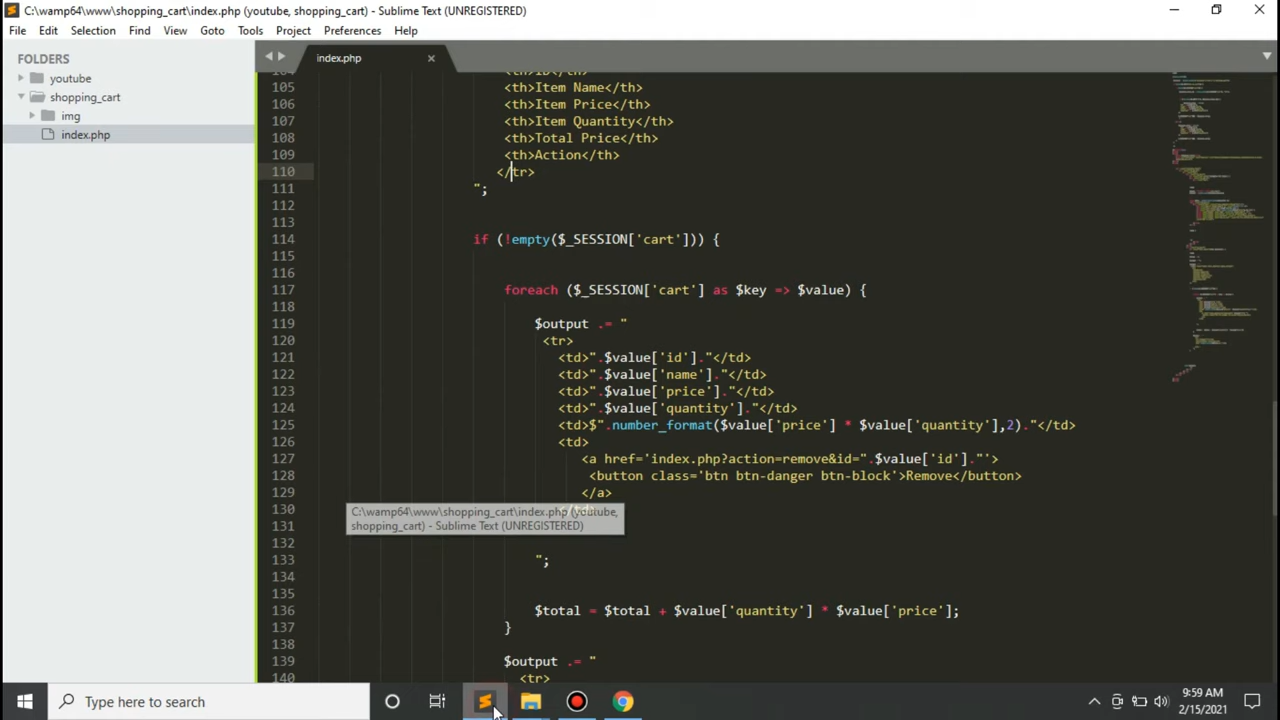 C:\wamp64\www\shopping_cart\index.php (youtube, shopping_cart) - Sublime Text (UNREGISTERED)
File Edit Selection Find View Goto Tools Project Preferences Help
FOLDERS
youtube
shopping_cart
img
index.php
index.php
104 <th>ID</th>
105 <th>Item Name</th>
106 <th>Item Price</th>
107 <th>Item Quantity</th>
108 <th>Total Price</th>
109 <th>Action</th>
110 </tr>
111 ";
112
113
114 if (!empty($_SESSION['cart'])) {
115
116
117 foreach ($_SESSION['cart'] as $key => $value) {
118
119 $output .= "
120 <tr>
121 <td>".$value['id']."</td>
122 <td>".$value['name']."</td>
123 <td>".$value['price']."</td>
124 <td>".$value['quantity']."</td>
125 <td>$".number_format($value['price'] * $value['quantity'],2)."</td>
126 <td>
127 <a href='index.php?action=remove&id=".$value['id']."'>
128 <button class='btn btn-danger btn-block'>Remove</button>
129 </a>
130 </td>
131
132
133 ";
134
135
136 $total = $total + $value['quantity'] * $value['price'];
137 }
138
139 $output .= "
140 <tr>
C:\wamp64\www\shopping_cart\index.php (youtube,
shopping_cart) - Sublime Text (UNREGISTERED)
Type here to search
9:59 AM
2/15/2021